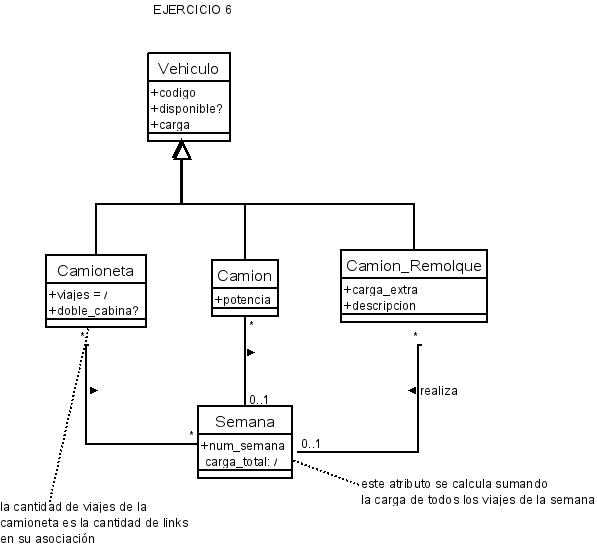 EJERCICIO 6
Vehiculo
+codigo
+disponible?
+carga
Camioneta
+viajes = /
+doble_cabina?
Camion
+potencia
Camion_Remolque
+carga_extra
+descripcion
*
*
*
realiza
0..1
*
Semana
+num_semana
carga_total: /
0..1
este atributo se calcula sumando
la carga de todos los viajes de la semana
la cantidad de viajes de la
camioneta es la cantidad de links
en su asociación